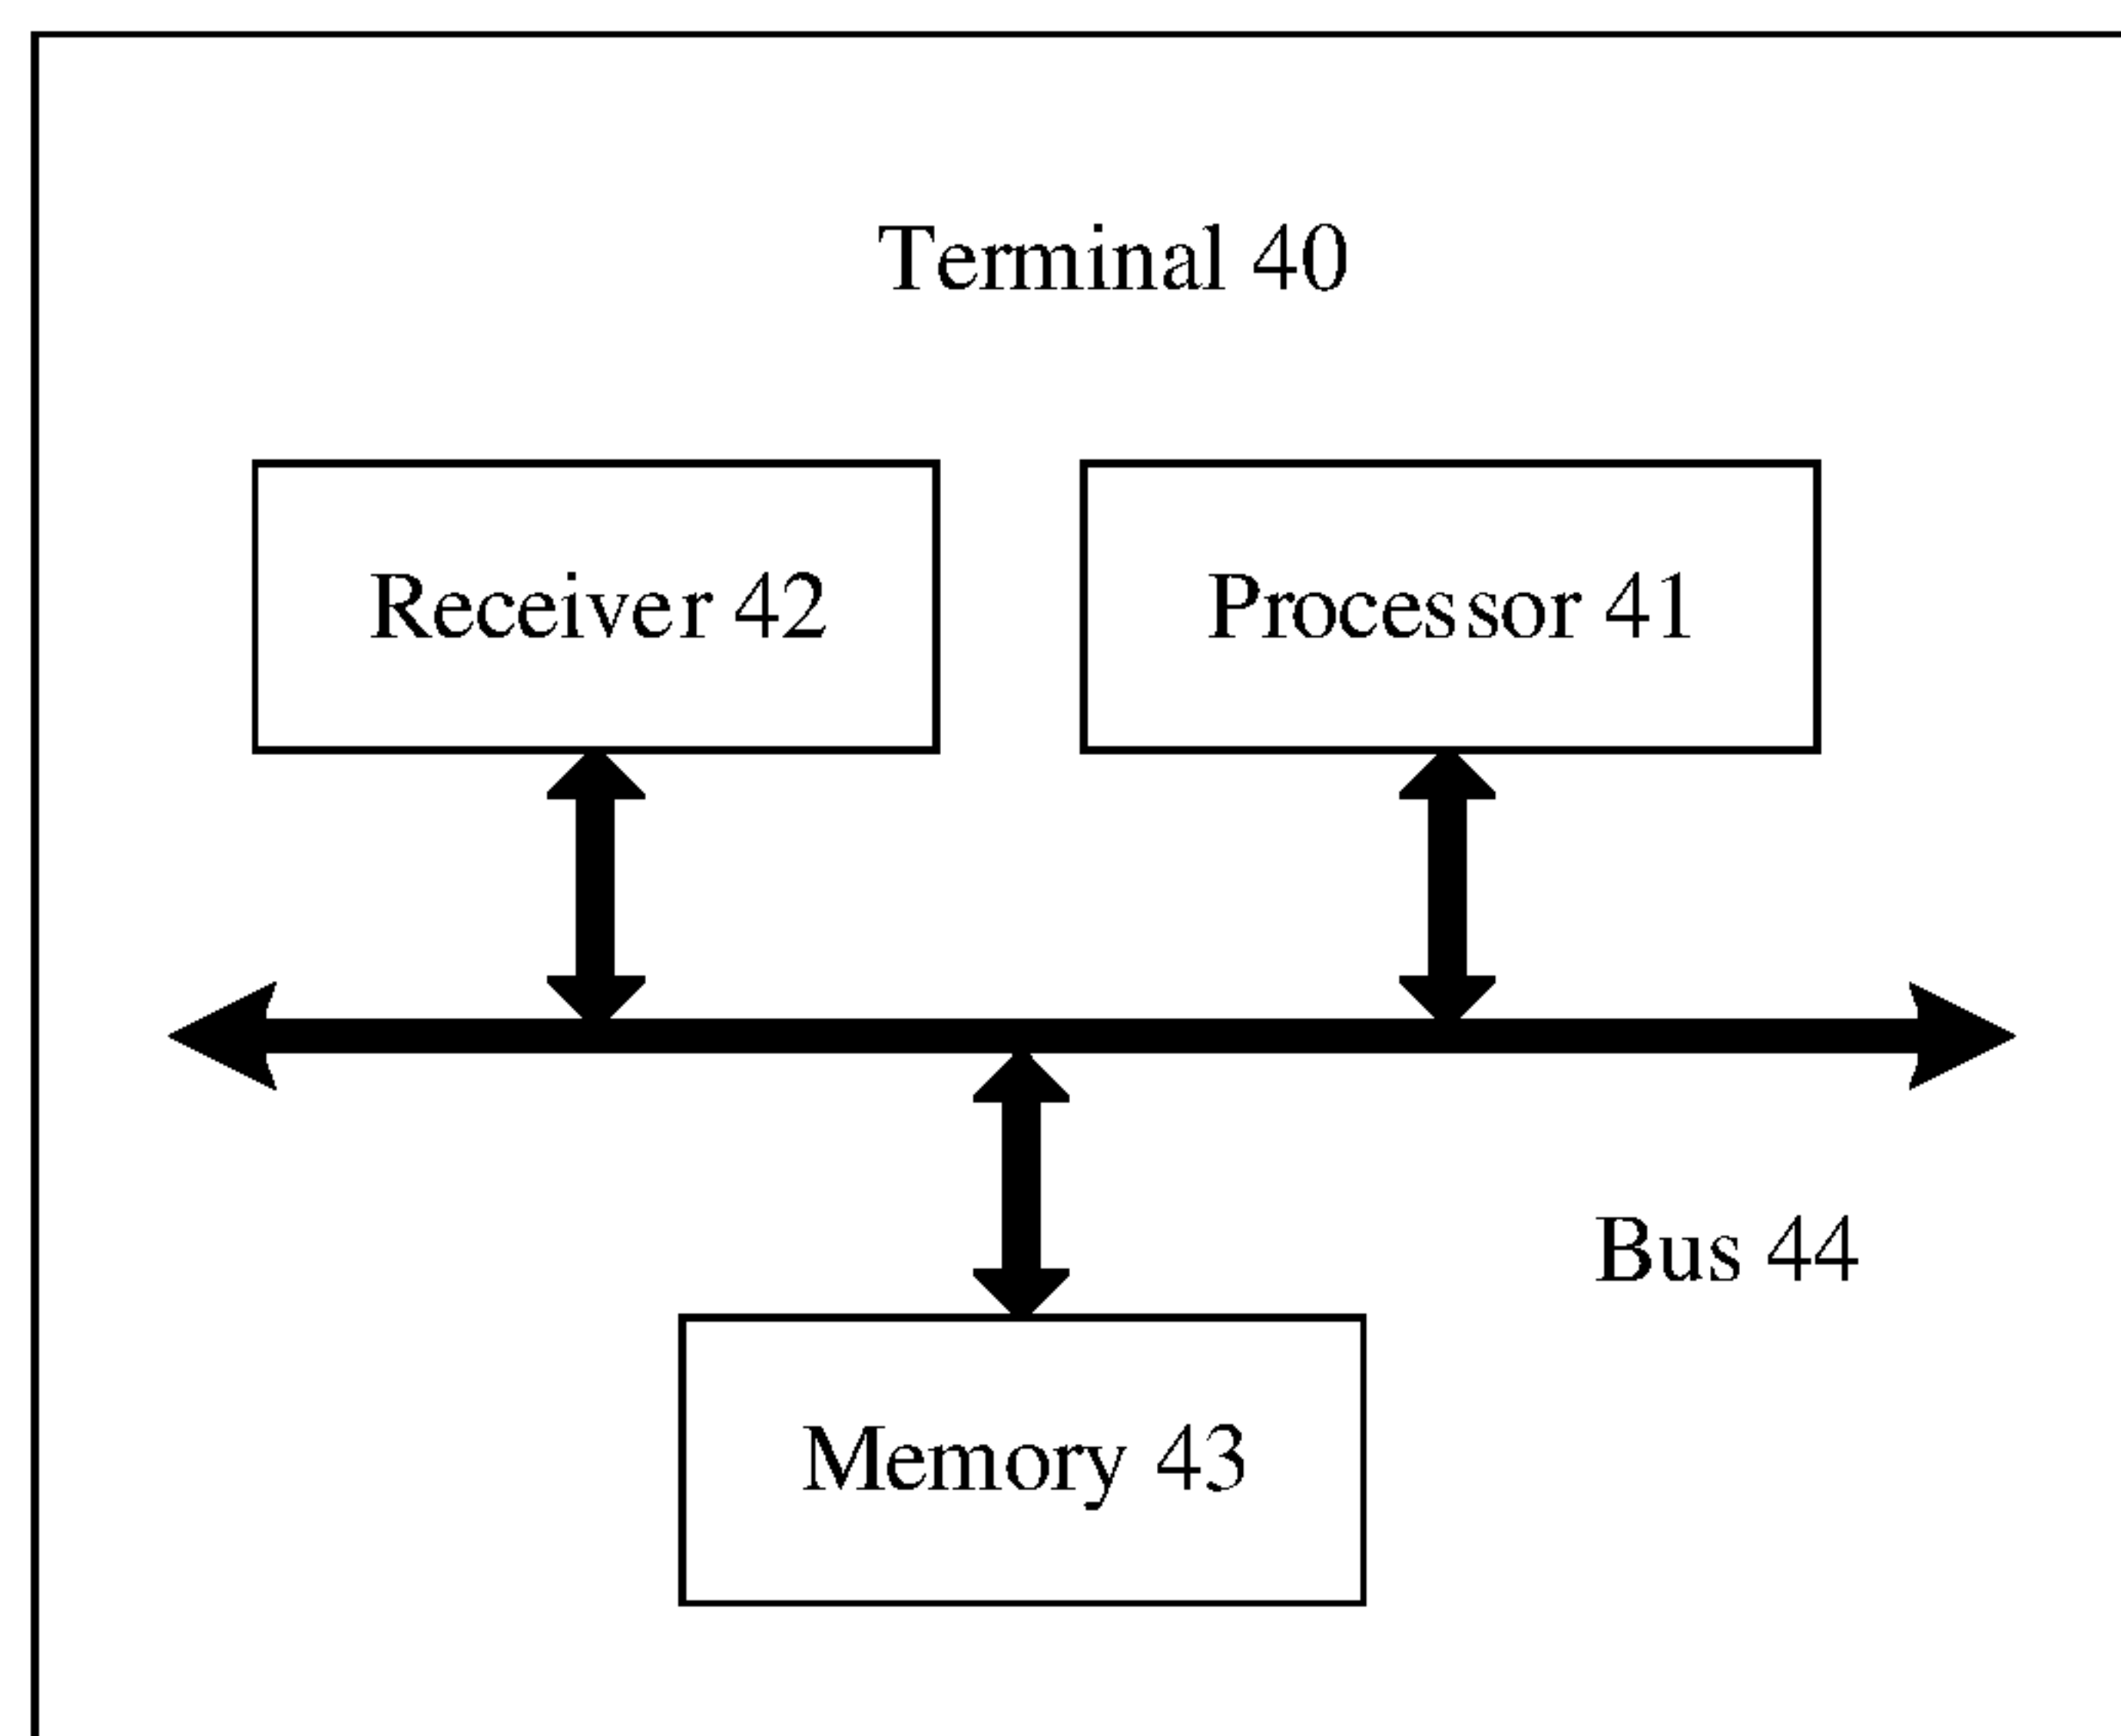 Terminal 40
Receiver 42
Processor 41
Bus 44
Memory 43